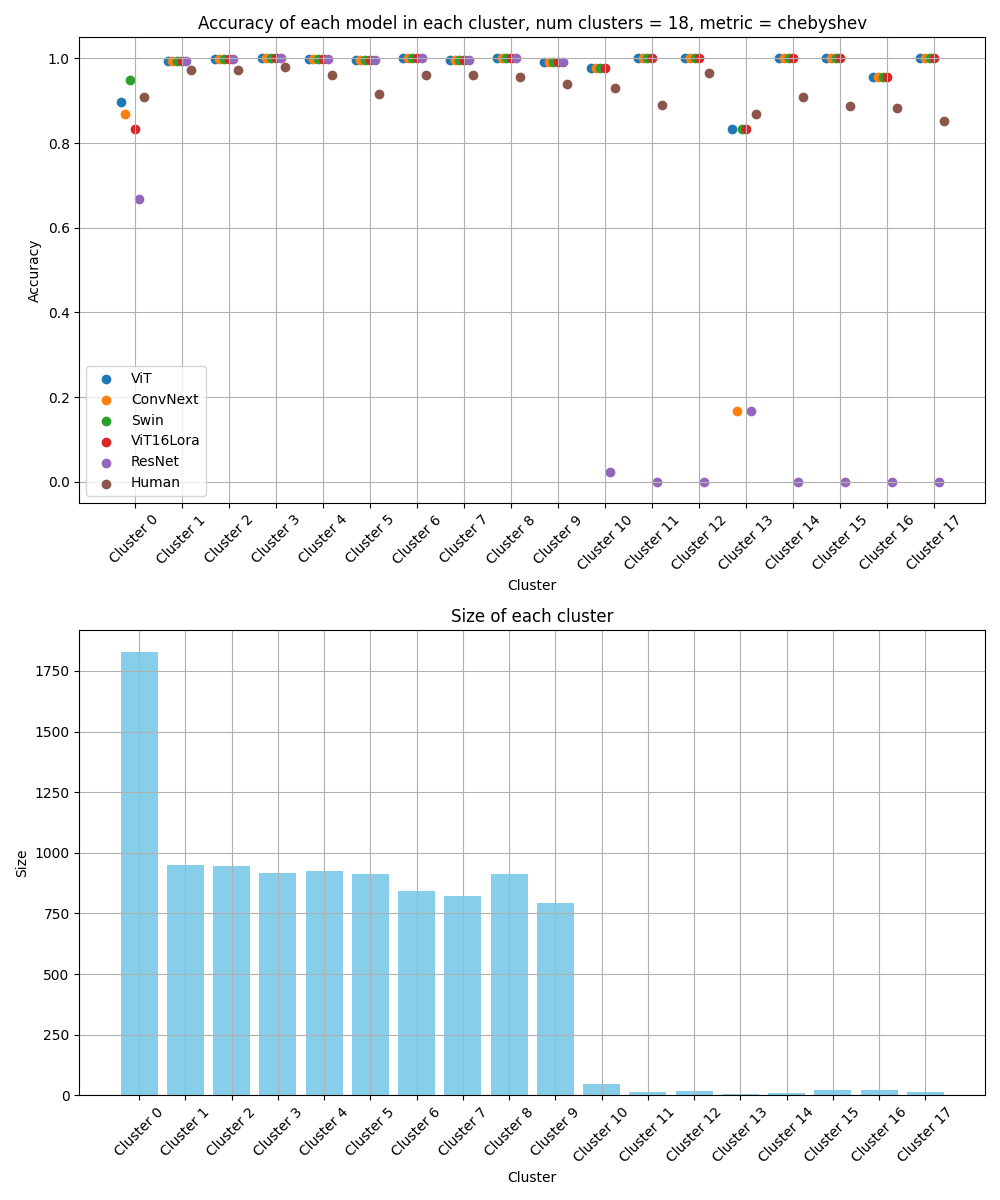 Accuracy of each model in each cluster, num clusters = 18, metric = chebyshev
1.0
0.8
0.6
0.4
0.2
0.0
Accuracy
ViT
ConvNext
Swin
ViT16Lora
ResNet
Human
Cluster 0
Cluster 1
Cluster 2
Cluster 3
Cluster 4
Cluster 5
Cluster 6
Cluster 7
Cluster 8
Cluster 9
Cluster 10
Cluster 11
Cluster 12
Cluster 13
Cluster 14
Cluster 15
Cluster 16
Cluster 17
Cluster
Size of each cluster
1750
1500
1250
1000
750
500
250
0
Size
Cluster 0
Cluster 1
Cluster 2
Cluster 3
Cluster 4
Cluster 5
Cluster 6
Cluster 7
Cluster 8
Cluster 9
Cluster 10
Cluster 11
Cluster 12
Cluster 13
Cluster 14
Cluster 15
Cluster 16
Cluster 17
Cluster